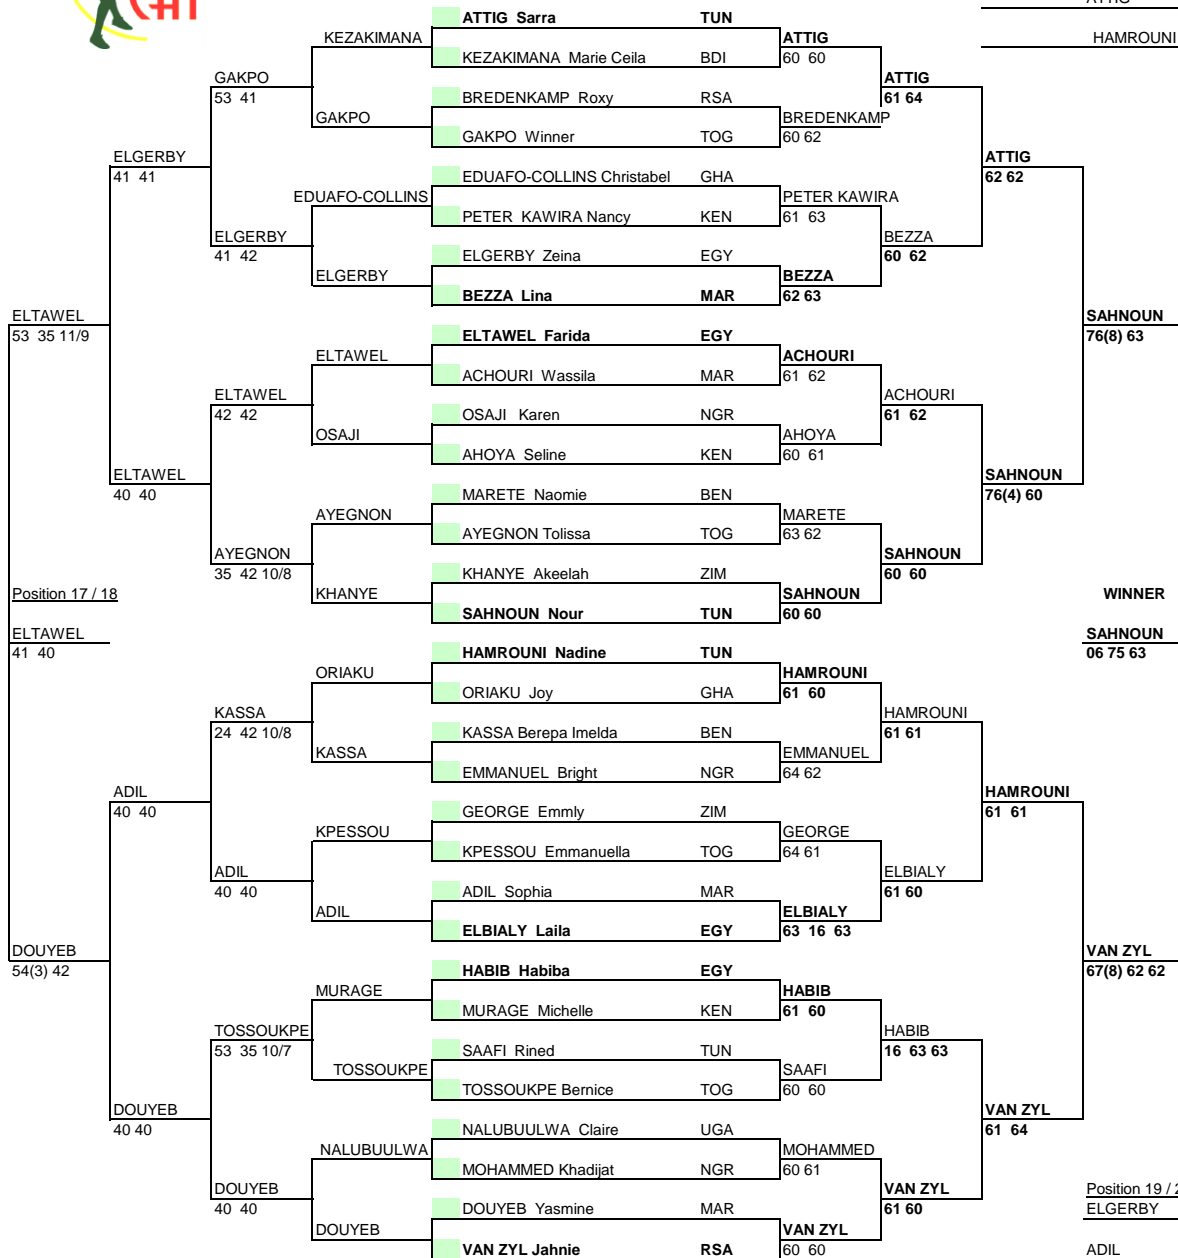 ATTIG
CHT
ATTIG Sarra TUN
KEZAKIMANA ATTIG HAMROUNI
KEZAKIMANA Marie Ceila BDI 60 60
GAKPO ATTIG
53 41 BREDENKAMP Roxy RSA 61 64
GAKPO BREDENKAMP
GAKPO Winner TOG 60 62
ELGERBY ATTIG
41 41 EDUAFO-COLLINS Christabel GHA 62 62
EDUAFO-COLLINS PETER KAWIRA
PETER KAWIRA Nancy KEN 61 63
ELGERBY BEZZA
41 42 ELGERBY Zeina EGY 60 62
ELGERBY BEZZA
BEZZA Lina MAR 62 63
ELTAWEL SAHNOUN
53 35 11/9 ELTAWEL Farida EGY 76(8) 63
ELTAWEL ACHOURI
ACHOURI Wassila MAR 61 62
ELTAWEL ACHOURI
42 42 OSAJI Karen NGR 61 62
OSAJI AHOYA
AHOYA Seline KEN 60 61
ELTAWEL SAHNOUN
40 40 MARETE Naomie BEN 76(4) 60
AYEGNON MARETE
AYEGNON Tolissa TOG 63 62
AYEGNON SAHNOUN
35 42 10/8 KHANYE Akeelah ZIM 60 60
Position 17 / 18 KHANYE SAHNOUN WINNER
SAHNOUN Nour TUN 60 60
ELTAWEL SAHNOUN
41 40 HAMROUNI Nadine TUN 06 75 63
ORIAKU HAMROUNI
ORIAKU Joy GHA 61 60
KASSA HAMROUNI
24 42 10/8 KASSA Berepa Imelda BEN 61 61
KASSA EMMANUEL
EMMANUEL Bright NGR 64 62
ADIL HAMROUNI
40 40 GEORGE Emmly ZIM 61 61
KPESSOU GEORGE
KPESSOU Emmanuella TOG 64 61
ADIL ELBIALY
40 40 ADIL Sophia MAR 61 60
ADIL ELBIALY
ELBIALY Laila EGY 63 16 63
DOUYEB VAN ZYL
54(3) 42 HABIB Habiba EGY 67(8) 62 62
MURAGE HABIB
MURAGE Michelle KEN 61 60
TOSSOUKPE HABIB
53 35 10/7 SAAFI Rined TUN 16 63 63
TOSSOUKPE SAAFI
TOSSOUKPE Bernice TOG 60 60
DOUYEB VAN ZYL
40 40 NALUBUULWA Claire UGA 61 64
NALUBUULWA MOHAMMED
MOHAMMED Khadijat NGR 60 61
DOUYEB VAN ZYL Position 19 /
40 40 DOUYEB Yasmine MAR 61 60 ELGERBY
DOUYEB VAN ZYL
VAN ZYL Jahnie RSA 60 60 ADIL